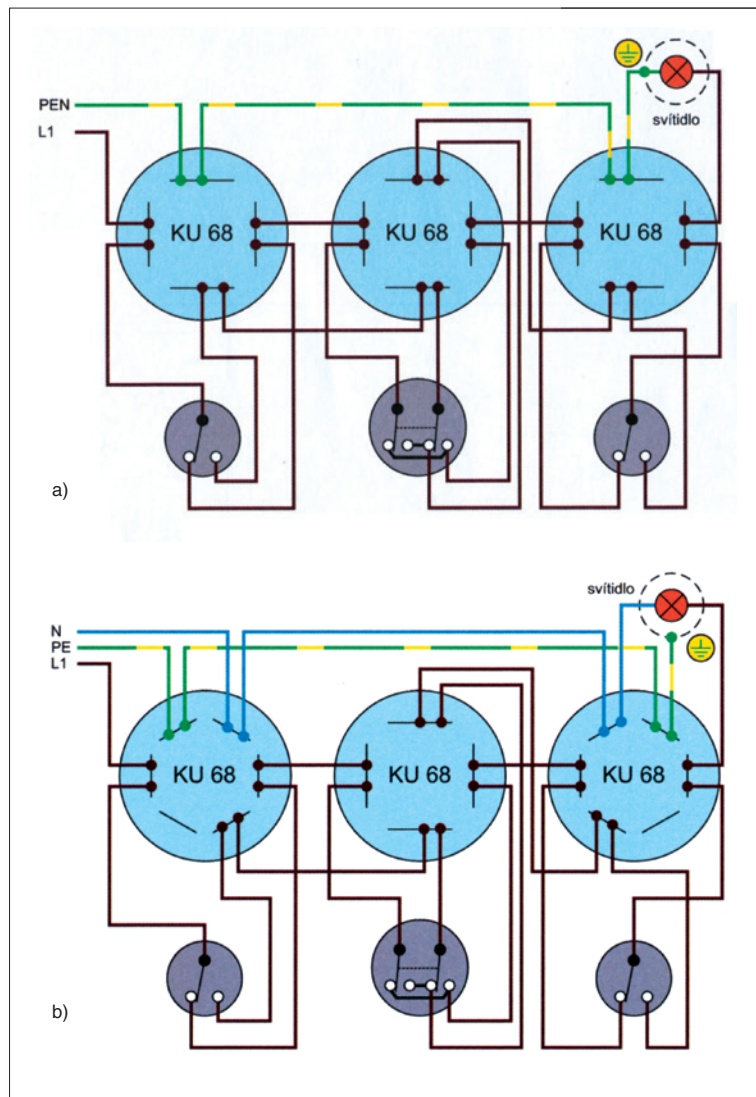 PEN
L1
svítidlo
KU 68
KU 68
KU 68
a)
svítidlo
N
PE
L1
KU 68
KU 68
KU 68
b)